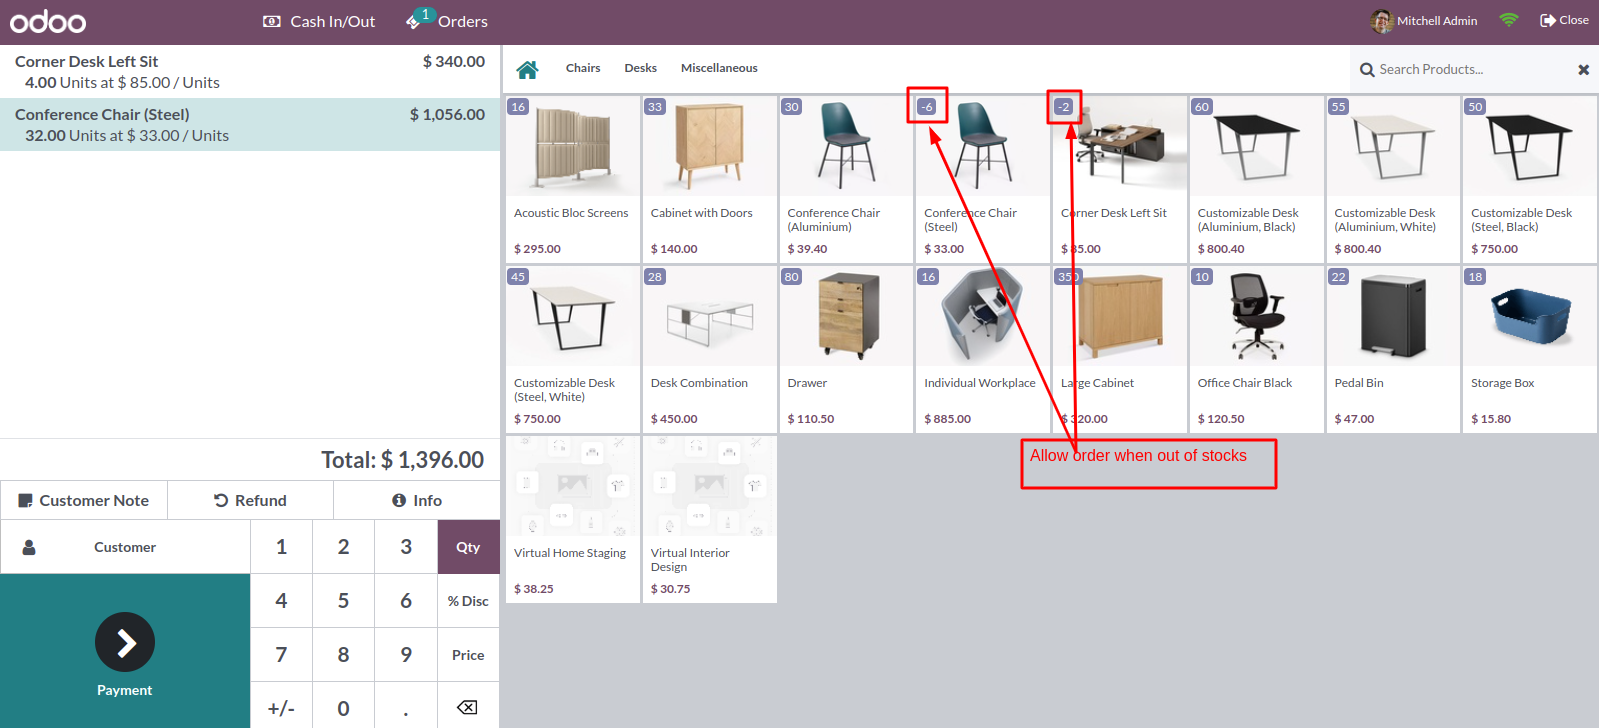 odoo
Cash In/Out
1
Orders
Mitchell Admin
Close
Corner Desk Left Sit
$ 340.00
4.00 Units at $ 85.00 / Units
Conference Chair (Steel)
$ 1,056.00
32.00 Units at $ 33.00 / Units
Chairs
Desks
Miscellaneous
Search Products...
16
33
30
-6
-2
60
55
50
Acoustic Bloc Screens
$ 295.00
Cabinet with Doors
$ 140.00
Conference Chair
(Aluminium)
$ 39.40
Conference Chair
(Steel)
$ 33.00
Corner Desk Left Sit
$ 85.00
Customizable Desk
(Aluminium, Black)
$ 800.40
Customizable Desk
(Aluminium, White)
$ 800.40
Customizable Desk
(Steel, Black)
$ 750.00
45
28
80
16
350
10
22
18
Customizable Desk
(Steel, White)
$ 750.00
Desk Combination
$ 450.00
Drawer
$ 110.50
Individual Workplace
$ 885.00
Large Cabinet
$ 320.00
Office Chair Black
$ 120.50
Pedal Bin
$ 47.00
Storage Box
$ 15.80
Allow order when out of stocks
Virtual Home Staging
$ 38.25
Virtual Interior
Design
$ 30.75
Total: $ 1,396.00
Customer Note
Refund
Info
Customer
1
2
3
Qty
4
5
6
% Disc
7
8
9
Price
Payment
+/-
0
.